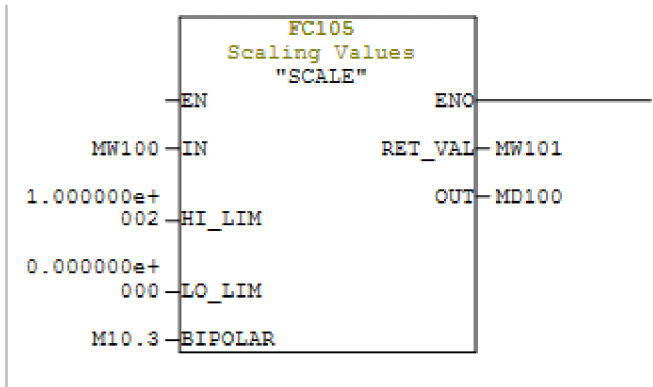 FC105
Scaling Values
"SCALE"
EN ENO
MW100 IN RET_VAL MW101
1.000000e+ OUT MD100
002 HI_LIM
0.000000e+
000 LO_LIM
M10.3 BIPOLAR